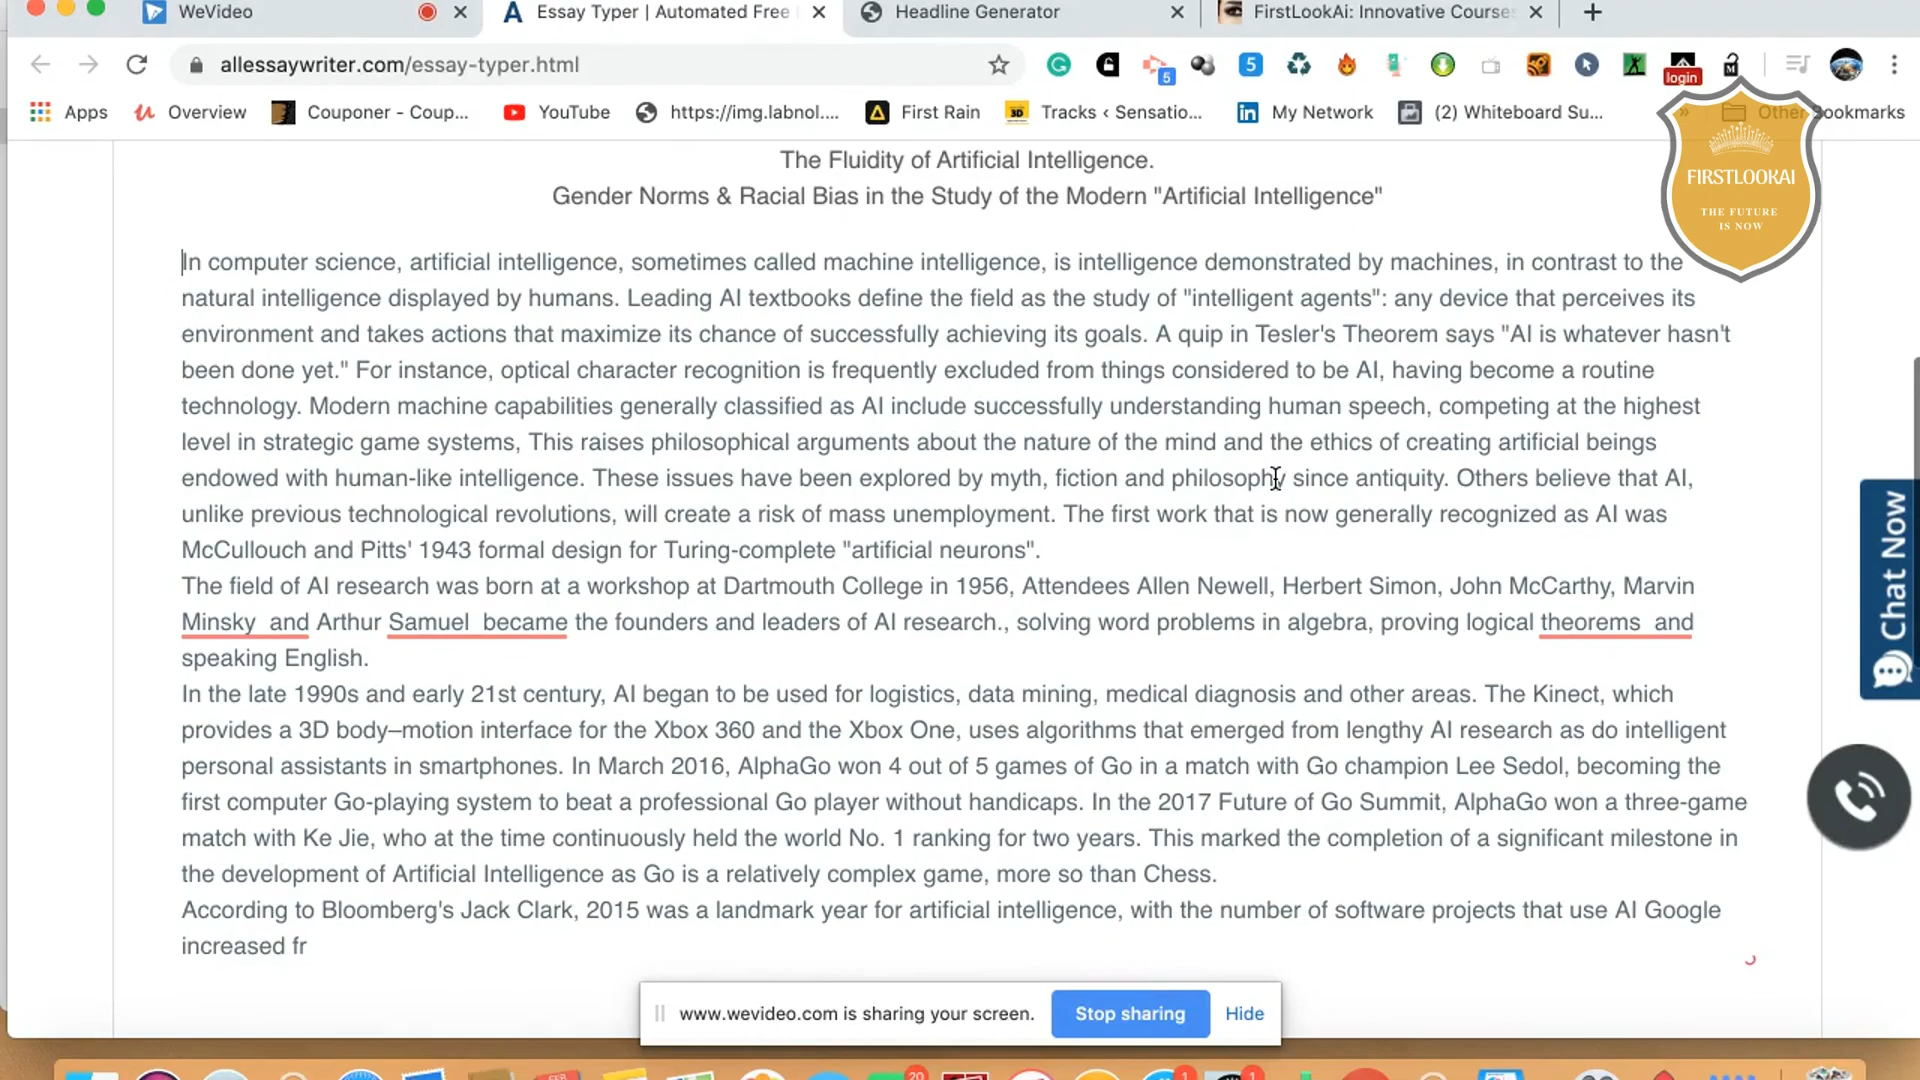 WeVideo
Essay Typer | Automated Free
Headline Generator
FirstLookAi: Innovative Courses
allessaywriter.com/essay-typer.html
5
5
login
Apps
Overview
Couponer - Coup...
YouTube
https://img.labnol....
First Rain
Tracks ‹ Sensatio...
My Network
(2) Whiteboard Su...
»
Other Bookmarks
FIRSTLOOKAI
THE FUTURE
IS NOW
The Fluidity of Artificial Intelligence.
Gender Norms & Racial Bias in the Study of the Modern "Artificial Intelligence"
In computer science, artificial intelligence, sometimes called machine intelligence, is intelligence demonstrated by machines, in contrast to the
natural intelligence displayed by humans. Leading AI textbooks define the field as the study of "intelligent agents": any device that perceives its
environment and takes actions that maximize its chance of successfully achieving its goals. A quip in Tesler's Theorem says "AI is whatever hasn't
been done yet." For instance, optical character recognition is frequently excluded from things considered to be AI, having become a routine
technology. Modern machine capabilities generally classified as AI include successfully understanding human speech, competing at the highest
level in strategic game systems, This raises philosophical arguments about the nature of the mind and the ethics of creating artificial beings
endowed with human-like intelligence. These issues have been explored by myth, fiction and philosophy since antiquity. Others believe that AI,
unlike previous technological revolutions, will create a risk of mass unemployment. The first work that is now generally recognized as AI was
McCullouch and Pitts' 1943 formal design for Turing-complete "artificial neurons".
The field of AI research was born at a workshop at Dartmouth College in 1956, Attendees Allen Newell, Herbert Simon, John McCarthy, Marvin
Minsky  and Arthur Samuel  became the founders and leaders of AI research., solving word problems in algebra, proving logical theorems  and
speaking English.
In the late 1990s and early 21st century, AI began to be used for logistics, data mining, medical diagnosis and other areas. The Kinect, which
provides a 3D body–motion interface for the Xbox 360 and the Xbox One, uses algorithms that emerged from lengthy AI research as do intelligent
personal assistants in smartphones. In March 2016, AlphaGo won 4 out of 5 games of Go in a match with Go champion Lee Sedol, becoming the
first computer Go-playing system to beat a professional Go player without handicaps. In the 2017 Future of Go Summit, AlphaGo won a three-game
match with Ke Jie, who at the time continuously held the world No. 1 ranking for two years. This marked the completion of a significant milestone in
the development of Artificial Intelligence as Go is a relatively complex game, more so than Chess.
According to Bloomberg's Jack Clark, 2015 was a landmark year for artificial intelligence, with the number of software projects that use AI Google
increased fr
Chat Now
www.wevideo.com is sharing your screen.
Stop sharing
Hide
FEB
20
1
1